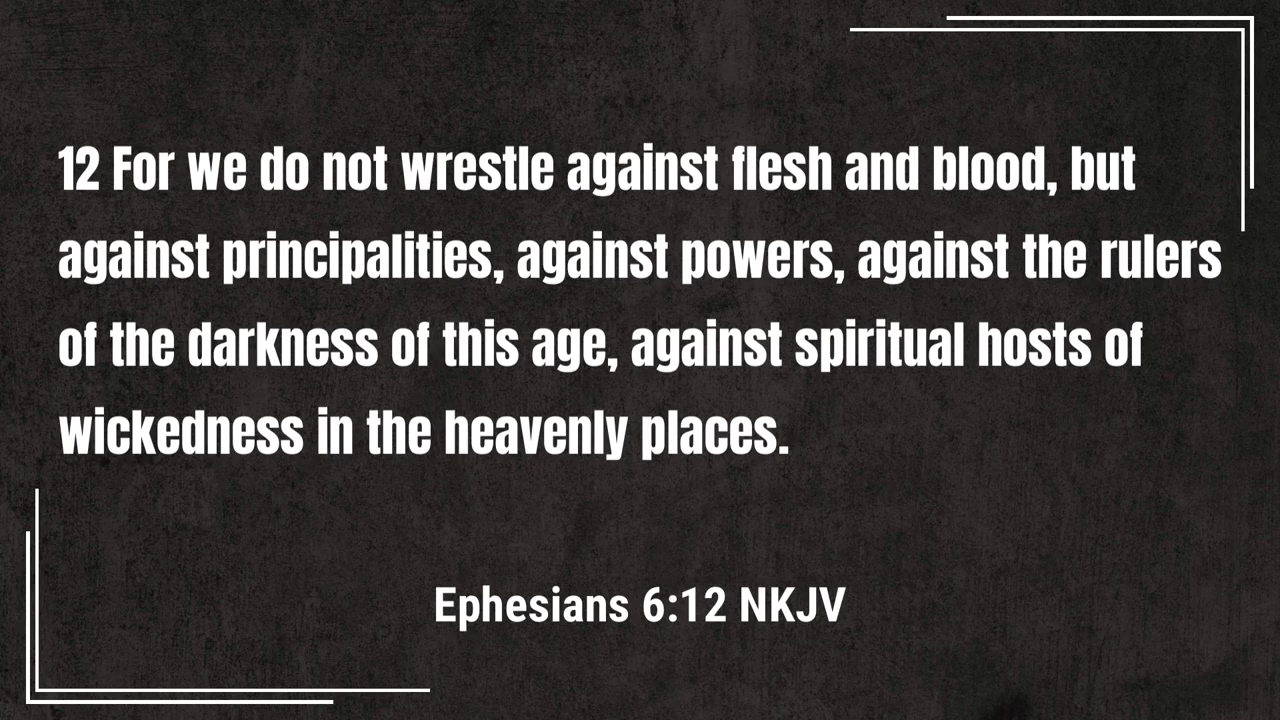 12 For we do not wrestle against flesh and blood, but
against principalities, against powers, against the rulers
of the darkness of this age, against spiritual hosts of
wickedness in the heavenly places.
Ephesians 6:12 NKJV